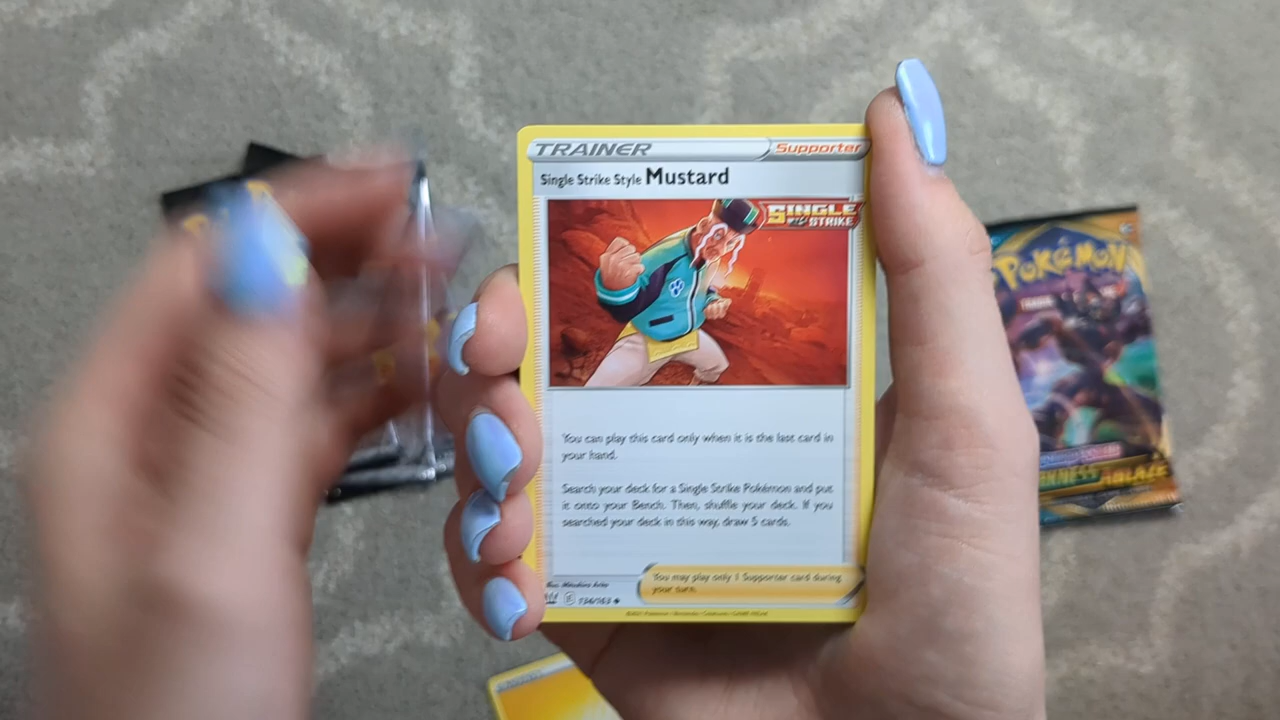 TRAINER
Supporter
Single Strike Style Mustard
SINGLE
STRIKE
You can play this card only when it is the last card in
your hand.
Search your deck for a Single Strike Pokémon and put
it onto your Bench. Then, shuffle your deck. If you
searched your deck in this way, draw 5 cards.
You may play only 1 Supporter card during
your turn.
134/163
POKéMON
DARKNESS ABLAZE